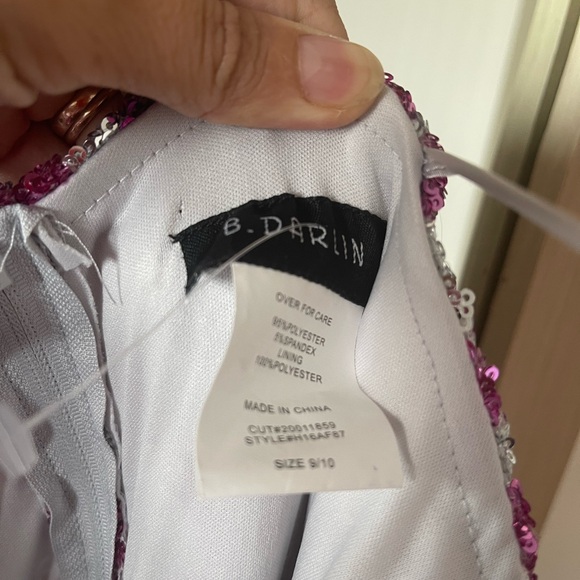 B. DARLIN
OVER FOR CARE
95%POLYESTER
5%SPANDEX
LINING
100%POLYESTER
MADE IN CHINA
CUT#20011659
STYLE#H16AF87
SIZE 9/10